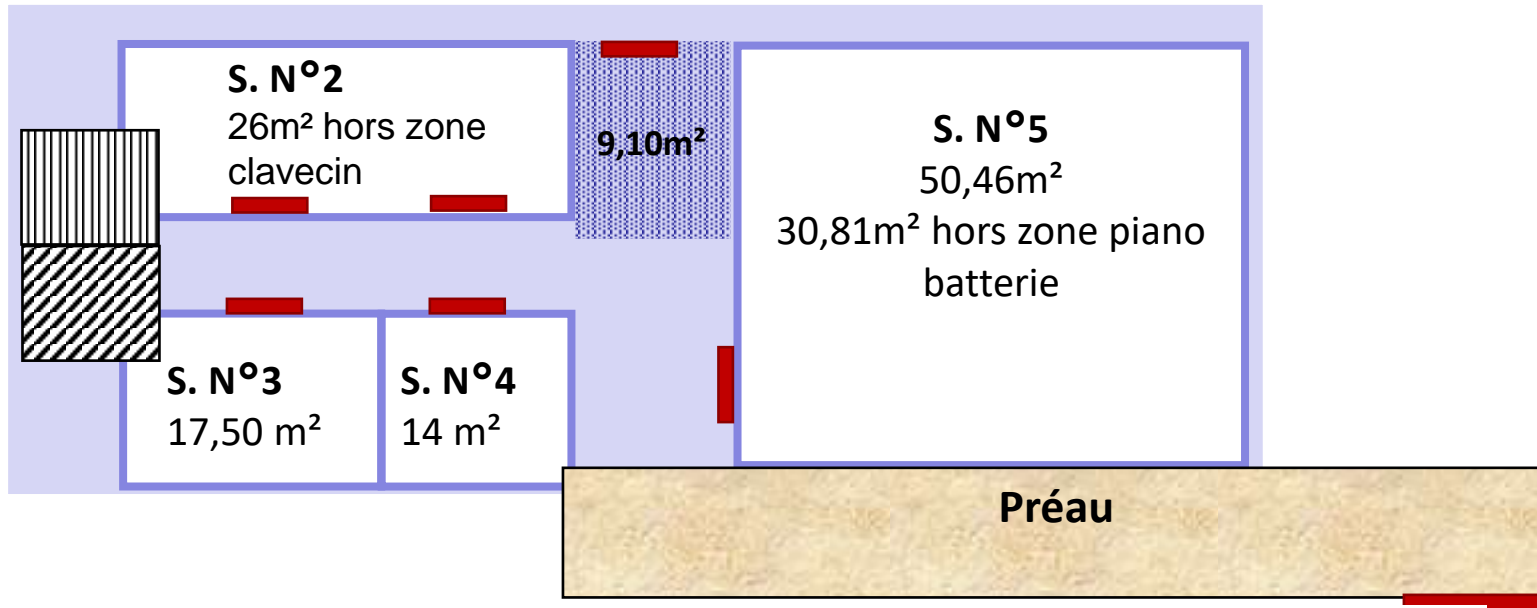 S. N°2
26m² hors zone
clavecin
9,10m²
S. N°5
50,46m²
30,81m² hors zone piano
batterie
S. N°3
17,50 m²
S. N°4
14 m²
Préau